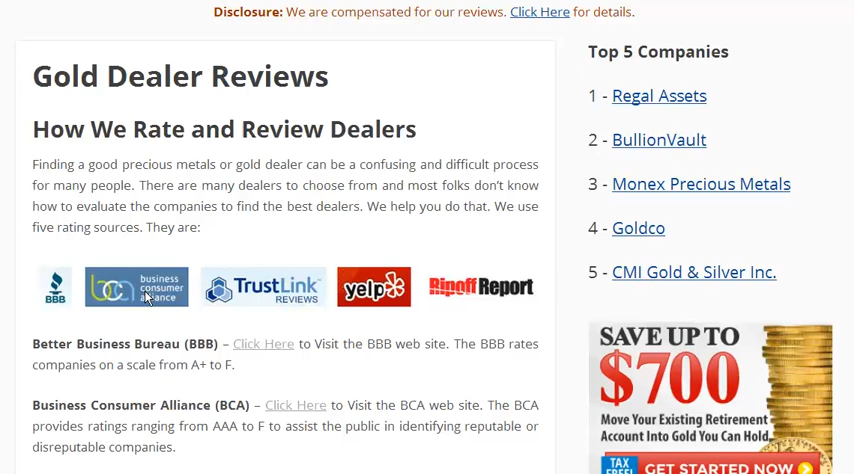 Disclosure: We are compensated for our reviews. Click Here for details.
Gold Dealer Reviews
How We Rate and Review Dealers
Finding a good precious metals or gold dealer can be a confusing and difficult process
for many people. There are many dealers to choose from and most folks don't know
how to evaluate the companies to find the best dealers. We help you do that. We use
five rating sources. They are:
BBB
bca business
consumer
alliance
TrustLink
REVIEWS
yelp
Ripoff Report
Better Business Bureau (BBB) – Click Here to Visit the BBB web site. The BBB rates
companies on a scale from A+ to F.
Business Consumer Alliance (BCA) – Click Here to Visit the BCA web site. The BCA
provides ratings ranging from AAA to F to assist the public in identifying reputable or
disreputable companies.
Top 5 Companies
1 - Regal Assets
2 - BullionVault
3 - Monex Precious Metals
4 - Goldco
5 - CMI Gold & Silver Inc.
SAVE UP TO
$700
Move Your Existing Retirement
Account Into Gold You Can Hold.
TAX
FREE!
GET STARTED NOW